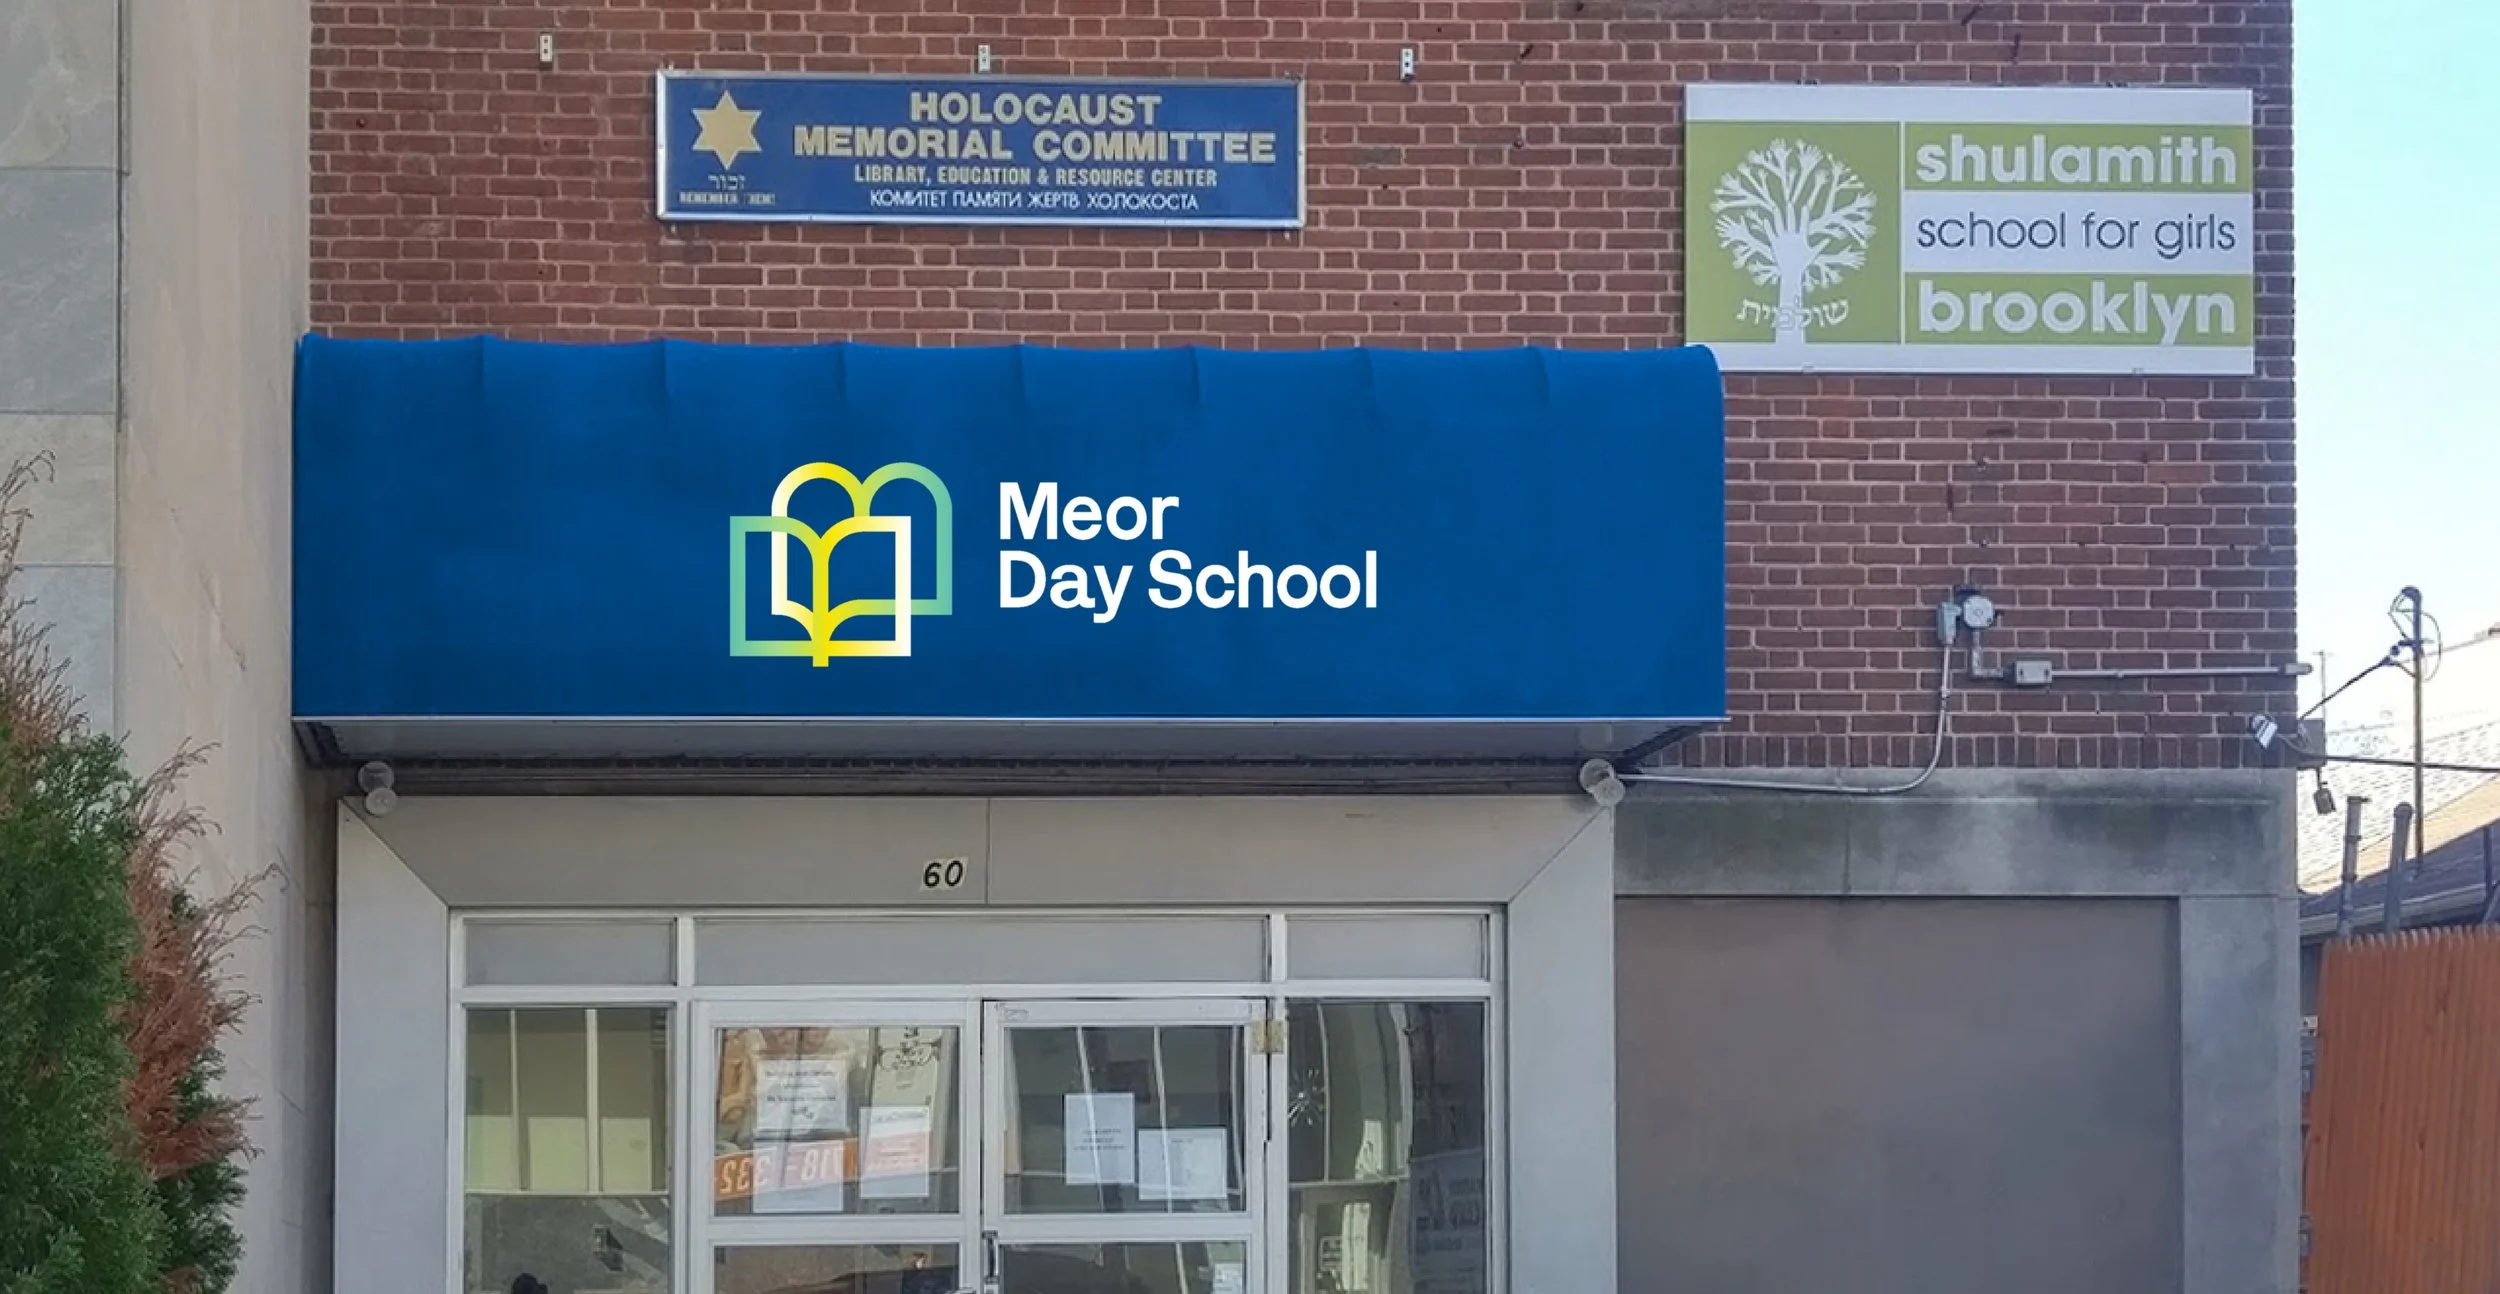 HOLOCAUST
MEMORIAL COMMITTEE
LIBRARY, EDUCATION & RESOURCE CENTER
КОМИТЕТ ПАМЯТИ ЖЕРТВ ХОЛОКОСТА
זכור
shulamith
school for girls
brooklyn
שולמית
Meor
Day School
60